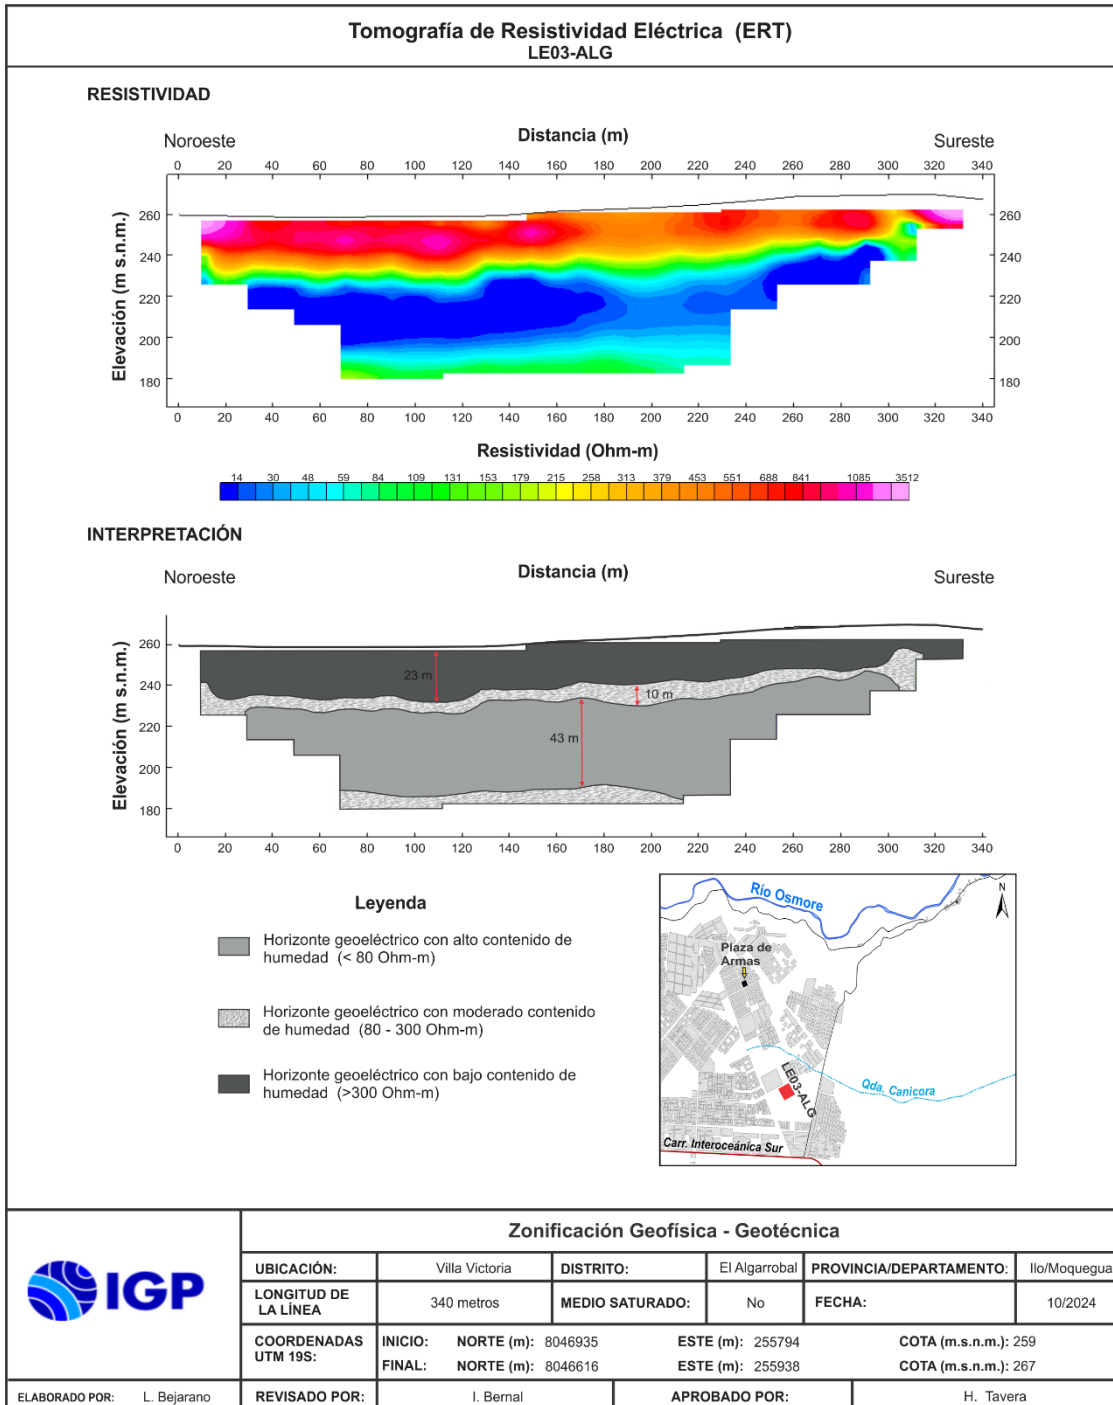 Tomografía de Resistividad Eléctrica (ERT)
LE03-ALG
RESISTIVIDAD
Noroeste Distancia (m) Sureste
0 20 40 60 80 100 120 140 160 180 200 220 240 260 280 300 320 340
Elevación (m s.n.m.)
260 260
240 240
220 220
200 200
180 180
0 20 40 60 80 100 120 140 160 180 200 220 240 260 280 300 320 340
Resistividad (Ohm-m)
14 30 48 59 84 109 131 153 179 215 258 313 379 453 551 688 841 1085 3512
INTERPRETACIÓN
Noroeste Distancia (m) Sureste
Elevación (m s.n.m.)
260
240
220
200
180
23 m
10 m
43 m
0 20 40 60 80 100 120 140 160 180 200 220 240 260 280 300 320 340
Leyenda
Horizonte geoeléctrico con alto contenido de
humedad (< 80 Ohm-m)
Horizonte geoeléctrico con moderado contenido
de humedad (80 - 300 Ohm-m)
Horizonte geoeléctrico con bajo contenido de
humedad (>300 Ohm-m)
Río Osmore
N
Plaza de
Armas
LE03-ALG
Qda. Canicora
Carr. Interoceánica Sur
IGP
Zonificación Geofísica - Geotécnica
UBICACIÓN: Villa Victoria DISTRITO: El Algarrobal PROVINCIA/DEPARTAMENTO: Ilo/Moquegua
LONGITUD DE
LA LÍNEA 340 metros MEDIO SATURADO: No FECHA: 10/2024
COORDENADAS
UTM 19S:
INICIO: NORTE (m): 8046935 ESTE (m): 255794 COTA (m.s.n.m.): 259
FINAL: NORTE (m): 8046616 ESTE (m): 255938 COTA (m.s.n.m.): 267
ELABORADO POR: L. Bejarano REVISADO POR: I. Bernal APROBADO POR: H. Tavera